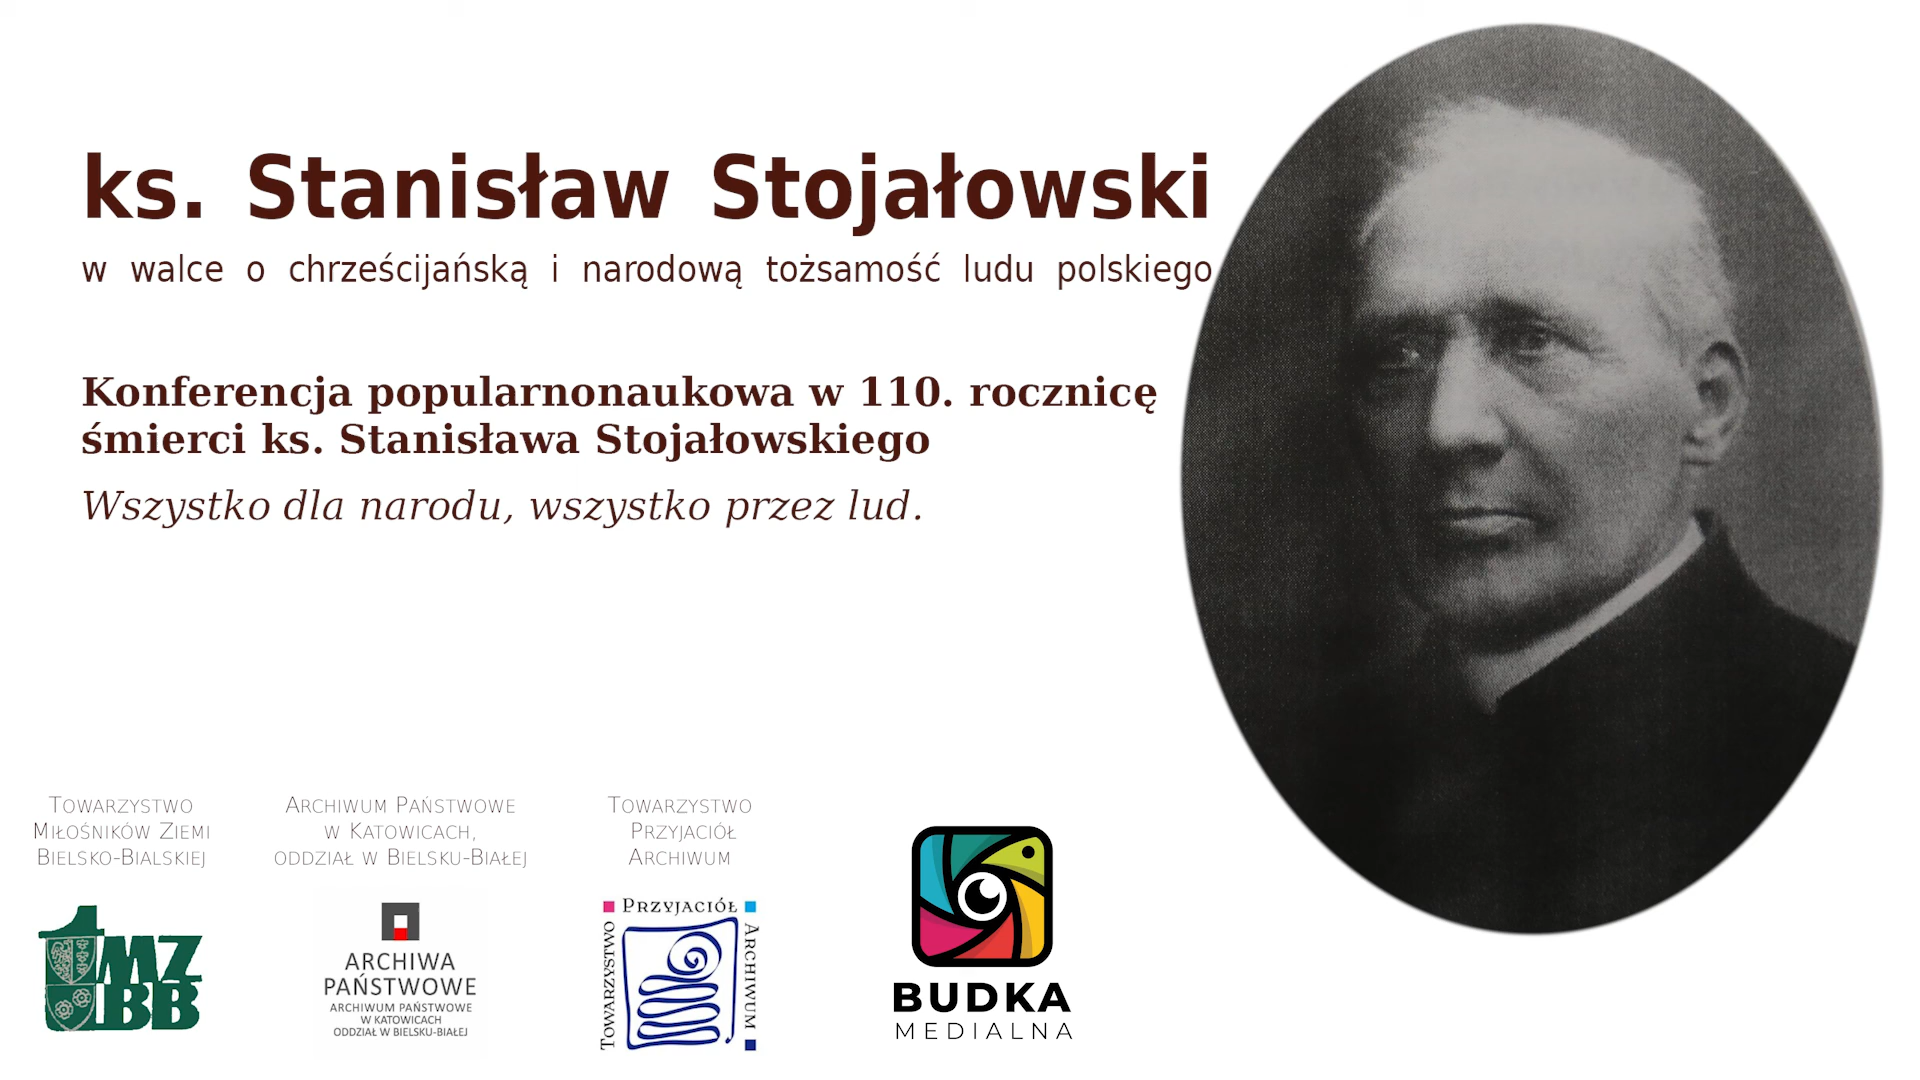 ks. Stanisław Stojałowski
w walce o chrześcijańską i narodową tożsamość ludu polskiego
Konferencja popularnonaukowa w 110. rocznicę
śmierci ks. Stanisława Stojałowskiego
Wszystko dla narodu, wszystko przez lud.
Towarzystwo
Miłośników Ziemi
Bielsko-Bialskiej
TMZ
BB
Archiwum Państwowe
w Katowicach,
oddział w Bielsku-Białej
ARCHIWA
PAŃSTWOWE
ARCHIWUM PAŃSTWOWE
W KATOWICACH
ODDZIAŁ W BIELSKU-BIAŁEJ
Towarzystwo
Przyjaciół
Archiwum
Towarzystwo
Przyjaciół
Archiwum
BUDKA
MEDIALNA